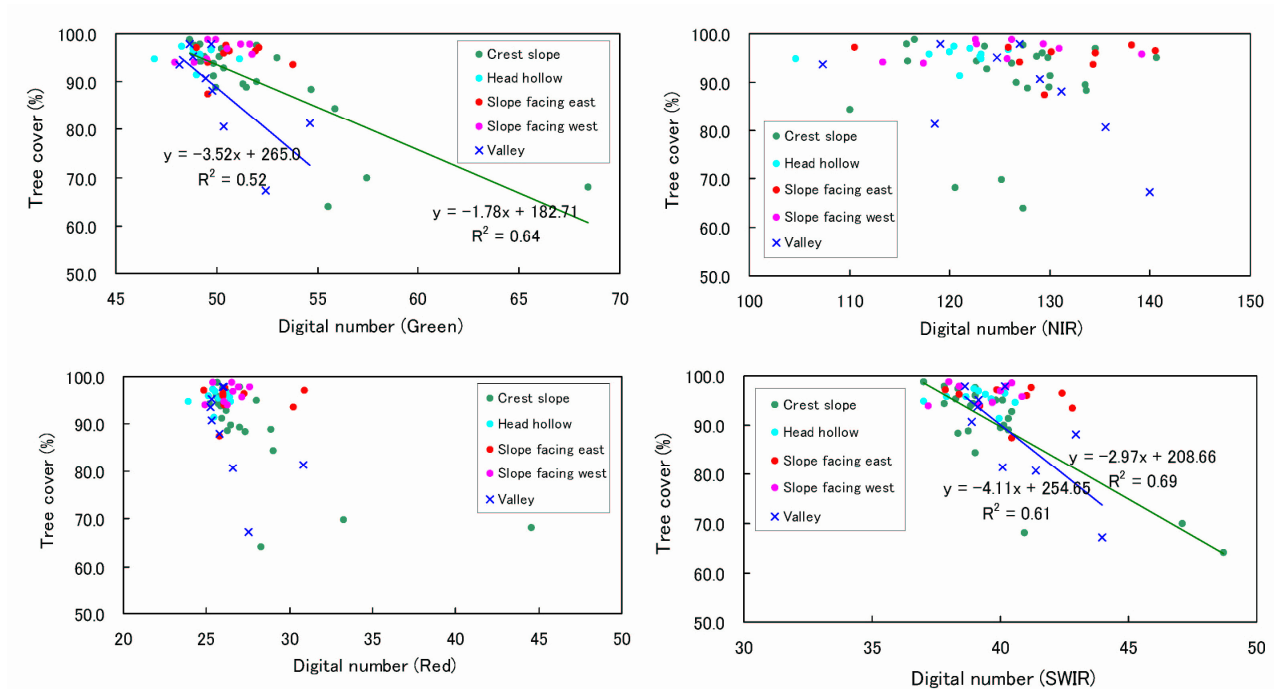 Tree cover (%)
100.0
90.0
80.0
70.0
60.0
50.0
45
50
55
60
65
70
Digital number (Green)
Crest slope
Head hollow
Slope facing east
Slope facing west
Valley
y = −3.52x + 265.0
R² = 0.52
y = −1.78x + 182.71
R² = 0.64
Tree cover (%)
100.0
90.0
80.0
70.0
60.0
50.0
100
110
120
130
140
150
Digital number (NIR)
Crest slope
Head hollow
Slope facing east
Slope facing west
Valley
Tree cover (%)
100.0
90.0
80.0
70.0
60.0
50.0
20
25
30
35
40
45
50
Digital number (Red)
Crest slope
Head hollow
Slope facing east
Slope facing west
Valley
Tree cover (%)
100.0
90.0
80.0
70.0
60.0
50.0
30
35
40
45
50
Digital number (SWIR)
Crest slope
Head hollow
Slope facing east
Slope facing west
Valley
y = −2.97x + 208.66
R² = 0.69
y = −4.11x + 254.65
R² = 0.61